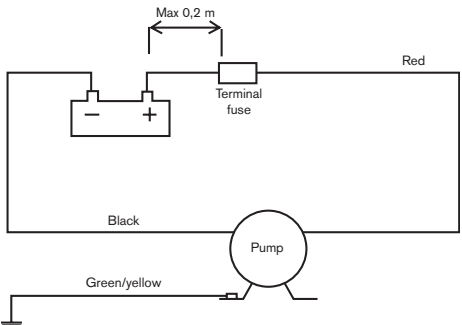 Max 0,2 m
Red
Terminal
fuse
− +
Black
Pump
Green/yellow